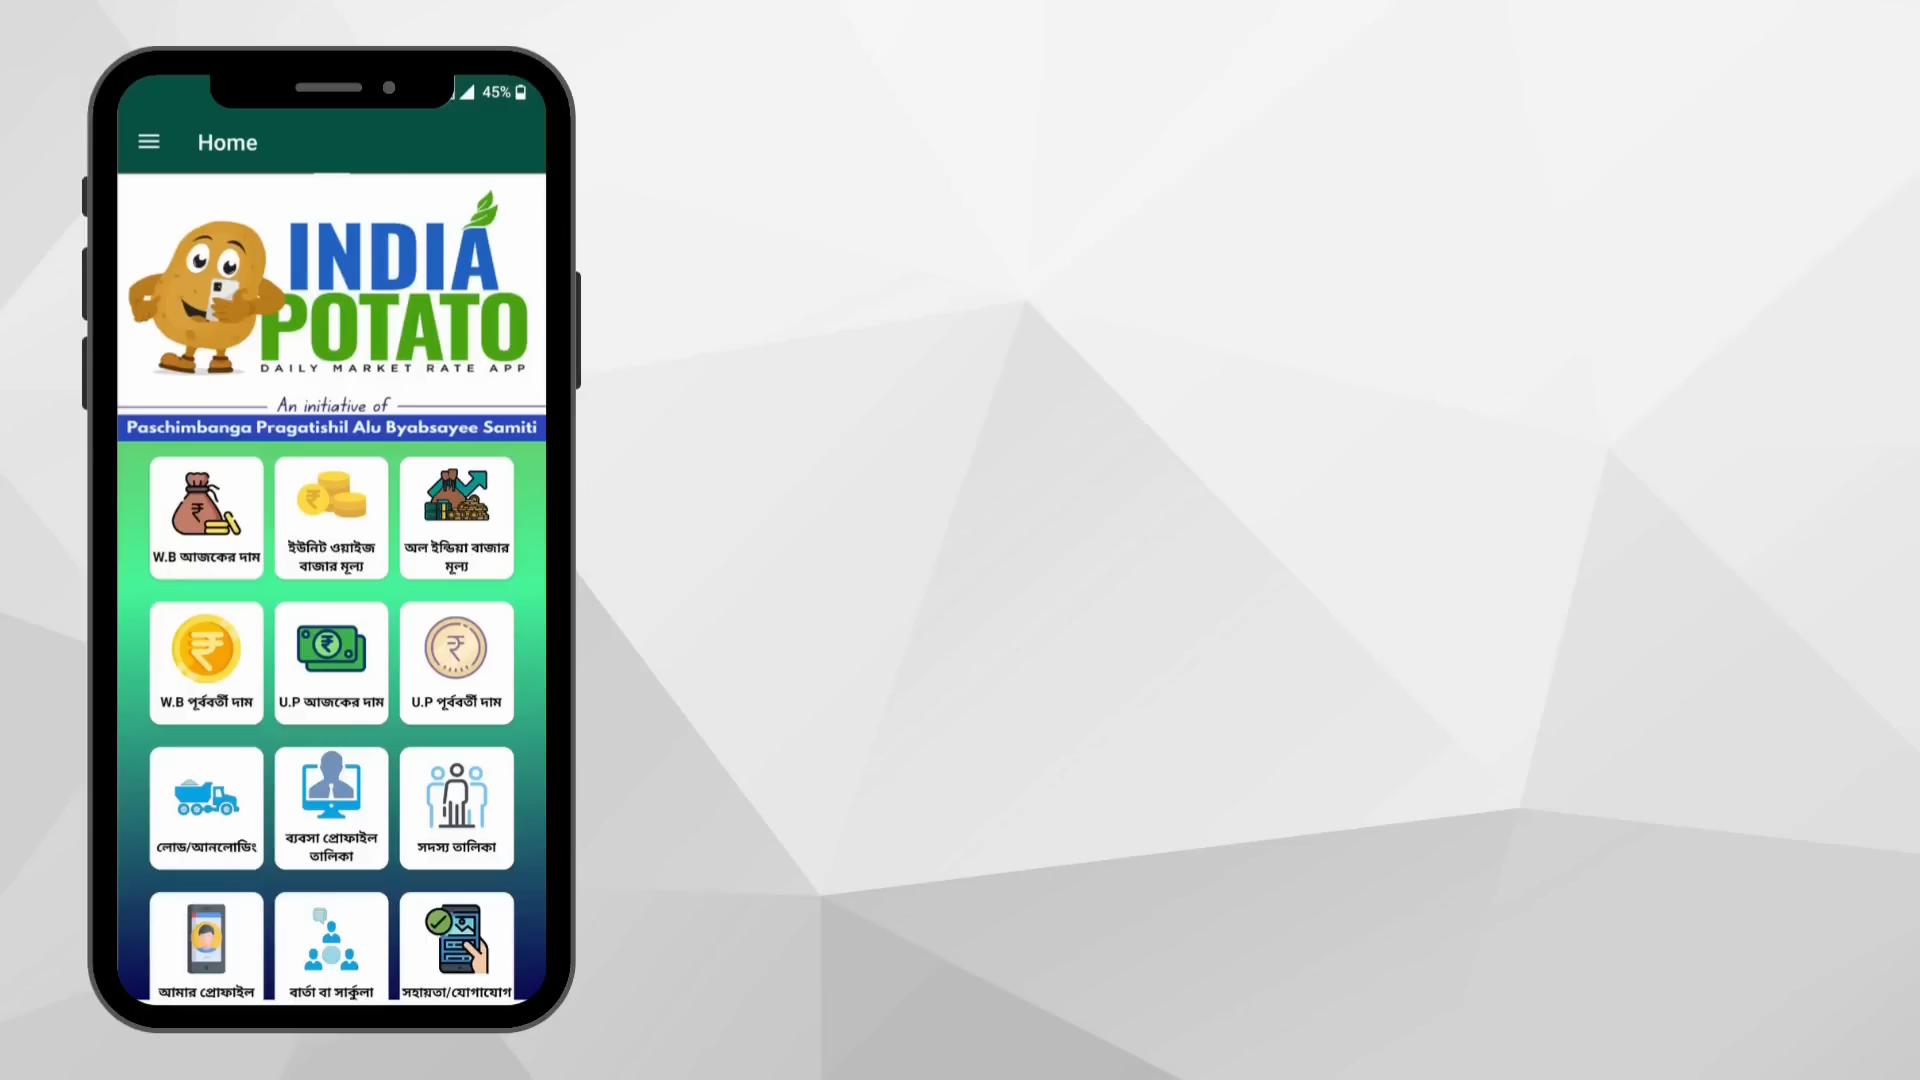 45%
Home
INDIA
POTATO
DAILY MARKET RATE APP
An initiative of
Paschimbanga Pragatishil Alu Byabsayee Samiti
W.B আজকের দাম
ইউনিট ওয়াইজ
বাজার মূল্য
অল ইন্ডিয়া বাজার
মূল্য
W.B পূর্ববর্তী দাম
U.P আজকের দাম
U.P পূর্ববর্তী দাম
লোড/আনলোডিং
ব্যবসা প্রোফাইল
তালিকা
সদস্য তালিকা
আমার প্রোফাইল
বার্তা বা সার্কুলা
সহায়তা/যোগাযোগ